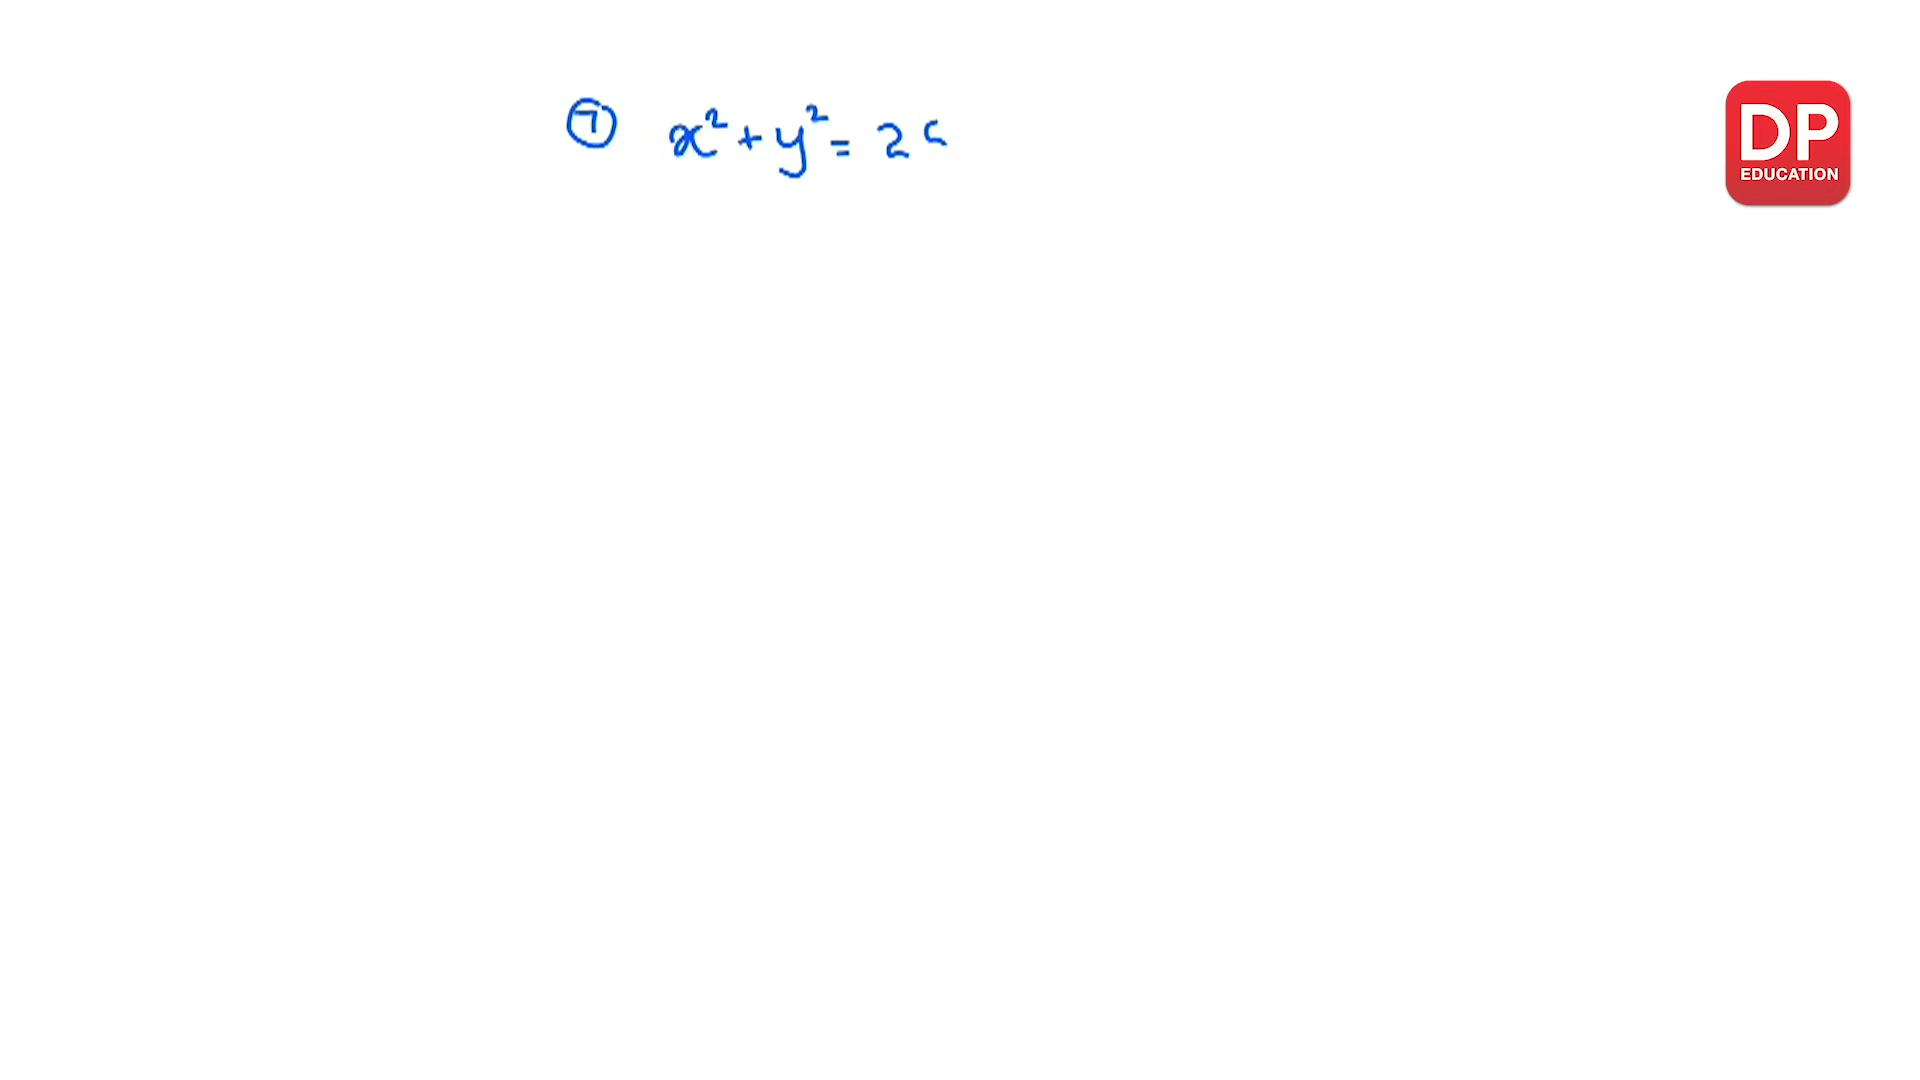 ⑦ x² + y² = 2
DP
EDUCATION